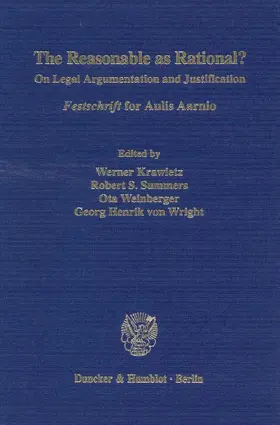 The Reasonable as Rational?
On Legal Argumentation and Justification
Festschrift for Aulis Aarnio
Edited by
Werner Krawietz
Robert S. Summers
Ota Weinberger
Georg Henrik von Wright
Duncker & Humblot · Berlin